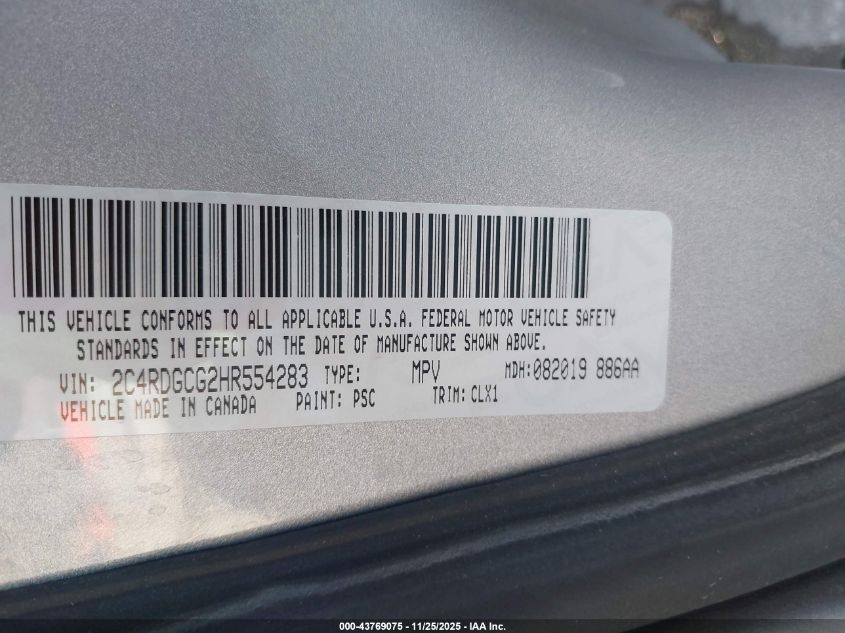 THIS VEHICLE CONFORMS TO ALL APPLICABLE U.S.A. FEDERAL MOTOR VEHICLE SAFETY
STANDARDS IN EFFECT ON THE DATE OF MANUFACTURE SHOWN ABOVE.
VIN: 2C4RDGCG2HR554283 TYPE: MPV MDH:082019 886AA
VEHICLE MADE IN CANADA PAINT: PSC TRIM: CLX1
000-43769075 - 11/25/2025 - IAA Inc.